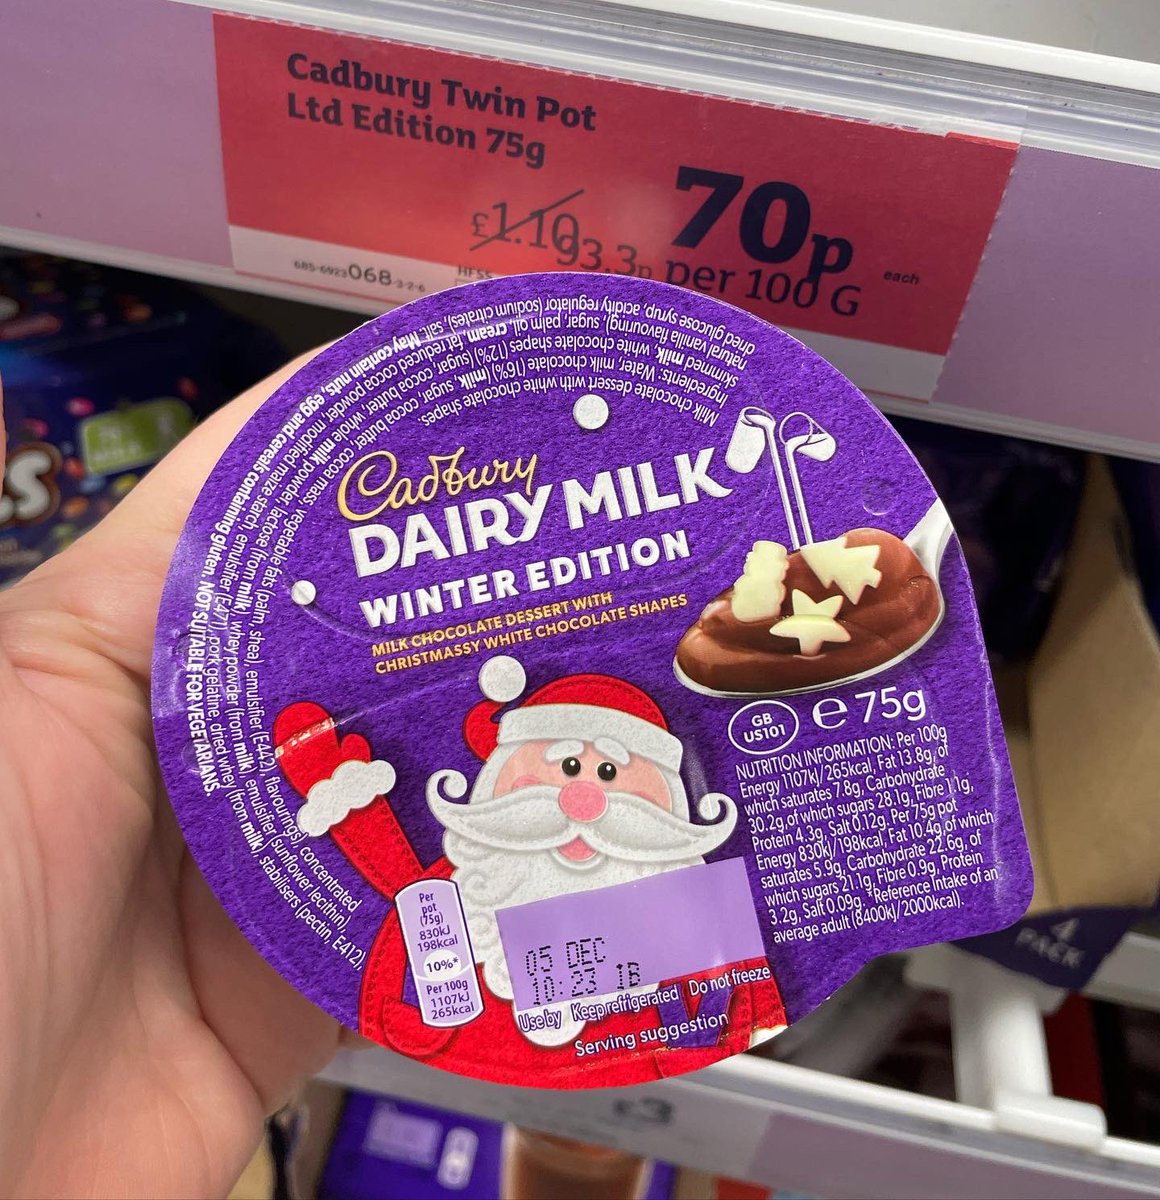 Cadbury Twin Pot
Ltd Edition 75g
£1.10
70p
each
93.3p per 100 G
685-6923 068-3-2-6
HFSS
Milk chocolate dessert with white chocolate shapes
Ingredients: Water, milk chocolate (16%) (milk, sugar, cocoa butter, cocoa mass, vegetable fats (palm, shea), emulsifier (E442), flavourings), concentrated
skimmed milk, white chocolate shapes (12%) (sugar, cocoa butter, whole milk powder, lactose (from milk), whey powder (from milk), emulsifier (sunflower lecithin),
natural vanilla flavouring), sugar, palm oil, cream, fat reduced cocoa powder, modified maize starch, emulsifier (E471), pork gelatine, dried whey (from milk), stabilisers (pectin, E412),
dried glucose syrup, acidity regulator (sodium citrates), salt. May contain nuts, egg and cereals containing gluten. NOT SUITABLE FOR VEGETARIANS.
Cadbury
DAIRY MILK
WINTER EDITION
MILK CHOCOLATE DESSERT WITH
CHRISTMASSY WHITE CHOCOLATE SHAPES
GB
US101
e 75g
NUTRITION INFORMATION: Per 100g
Energy 1107kJ/265kcal, Fat 13.8g, of
which saturates 7.8g, Carbohydrate
30.2g, of which sugars 28.1g, Fibre 1.1g,
Protein 4.3g, Salt 0.12g. Per 75g pot
Energy 830kJ/198kcal, Fat 10.4g of which
saturates 5.9g, Carbohydrate 22.6g, of
which sugars 21.1g, Fibre 0.9g, Protein
3.2g, Salt 0.09g. *Reference Intake of an
average adult (8400kJ/2000kcal).
Per
pot
(75g)
830kJ
198kcal
10%*
Per 100g
1107kJ
265kcal
05 DEC
10:23 1B
Use by Keep refrigerated Do not freeze
Serving suggestion
4
PACK
£3